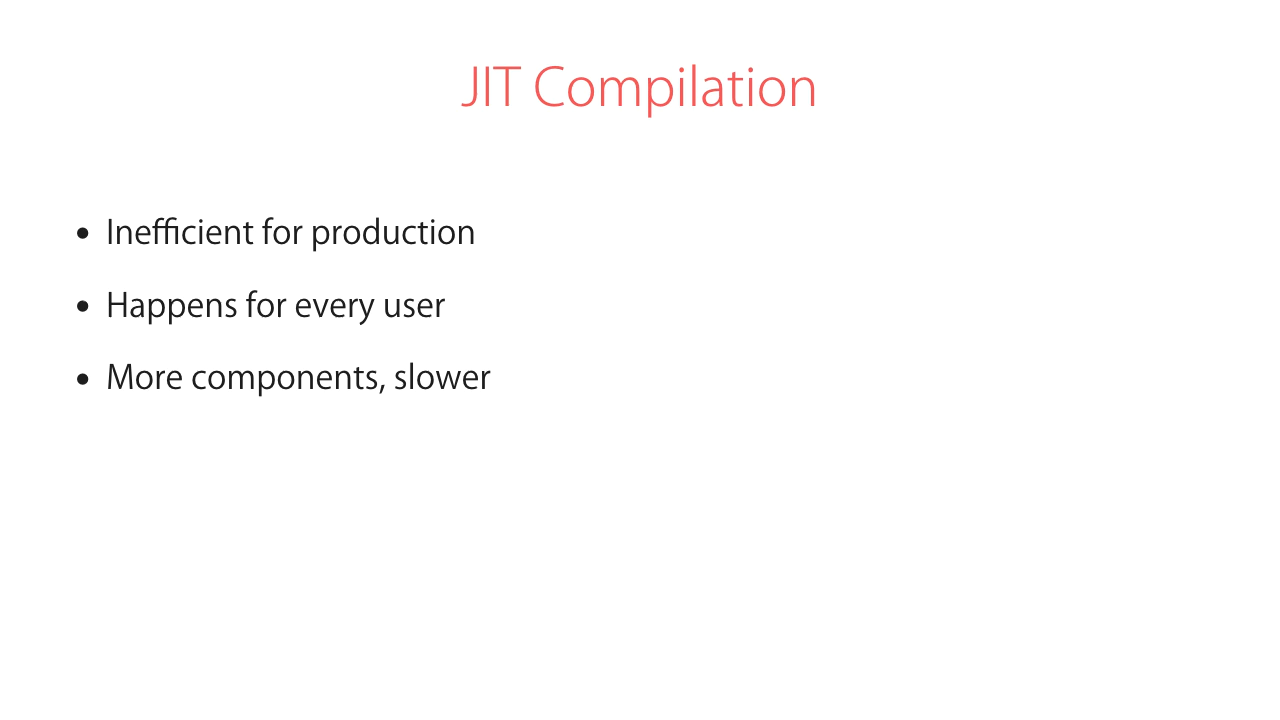 JIT Compilation
• Inefficient for production
• Happens for every user
• More components, slower